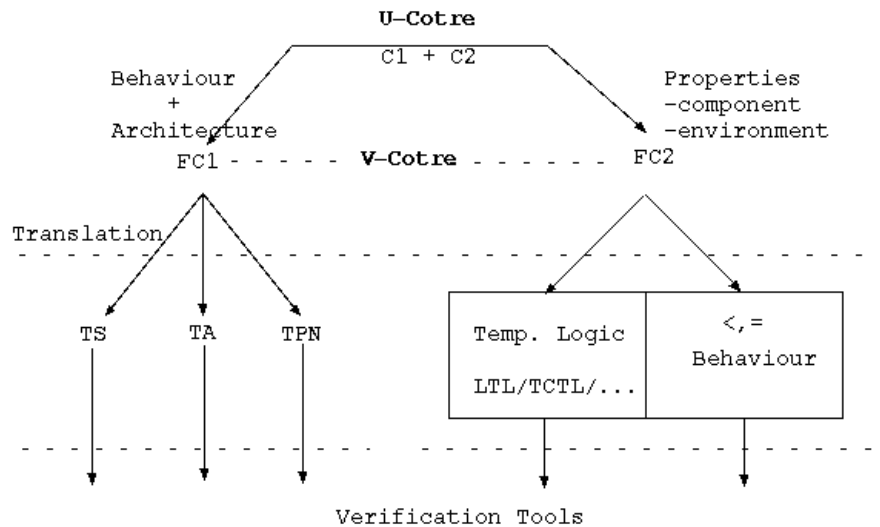 U-Cotre
C1 + C2
Behaviour
+
Architecture
Properties
-component
-environment
FC1
V-Cotre
FC2
Translation
TS
TA
TPN
Temp. Logic
LTL/TCTL/...
<,=
Behaviour
Verification Tools